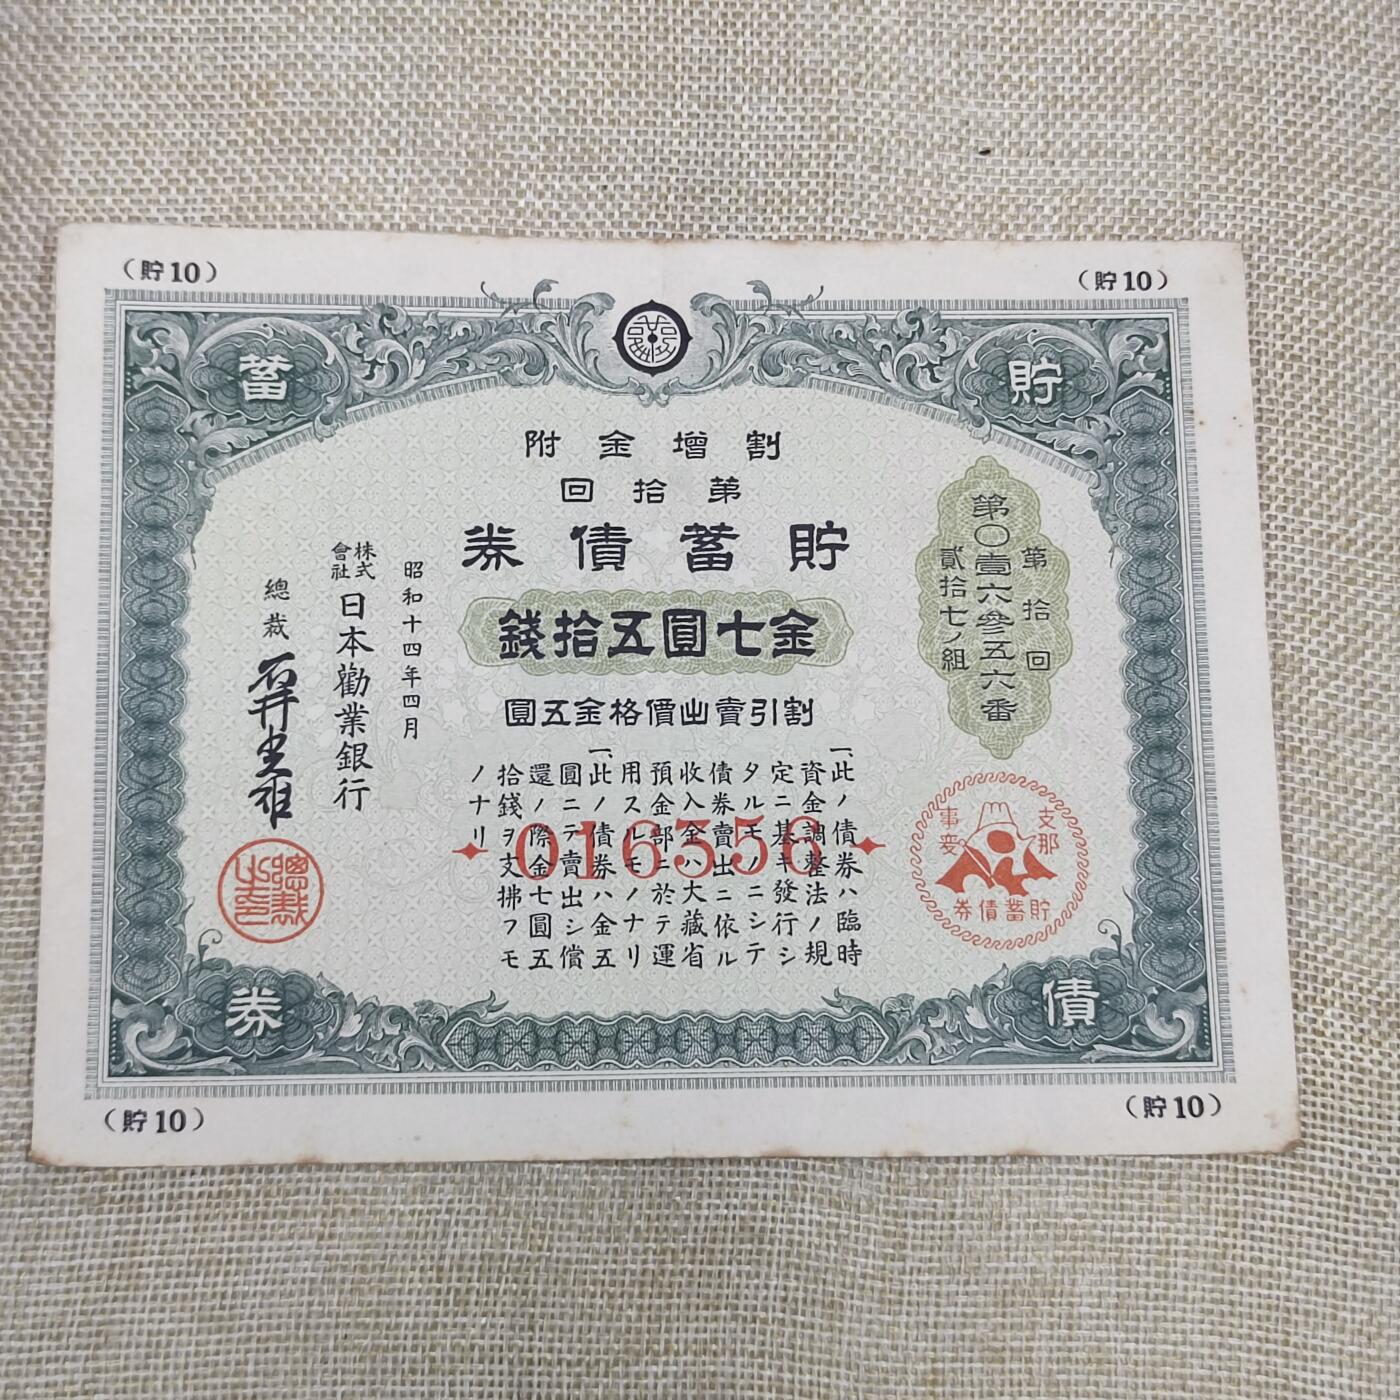 （貯10）
（貯10）
貯
蓄
割增金附
第拾回
貯蓄債券
金七圓五拾錢
割引賣出價格金五圓
第拾回
第〇壹六參五六番
貳拾七ノ組
支那
事變
貯蓄債券
一、此ノ債券ハ臨時
資金調整法ノ規
定ニ基キ發行シ
タルモノニシテ
債券賣出ニ依ル
收入金ハ大藏省
預金部ニ於テ運
用スルモノナリ
一、此ノ債券ハ金五
圓ニテ賣出シ償
還ノ際金七圓五
拾錢ヲ支拂フモ
ノナリ
016356
昭和十四年四月
株式
會社
日本勸業銀行
總裁
總裁
之印
債
券
（貯10）
（貯10）